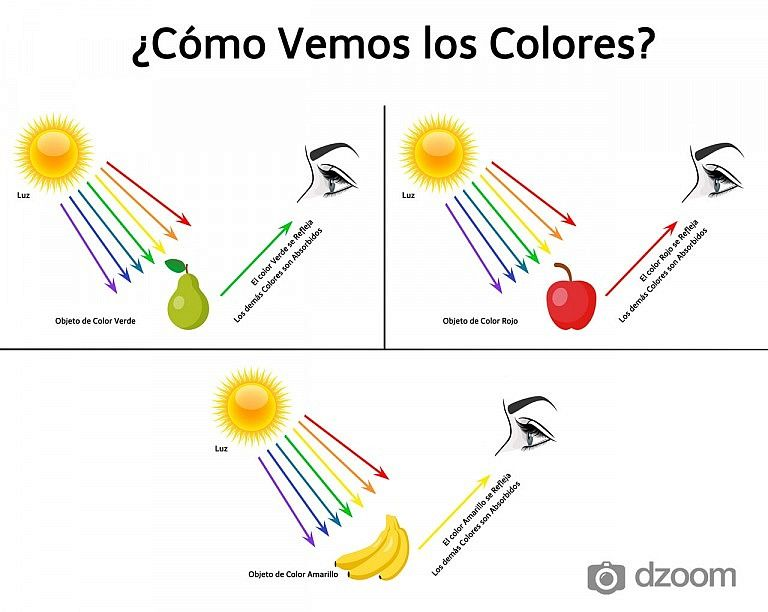 ¿Cómo Vemos los Colores?
Luz
El color Verde se Refleja
Los demás Colores son Absorbidos
Objeto de Color Verde
Luz
El color Rojo se Refleja
Los demás Colores son Absorbidos
Objeto de Color Rojo
Luz
El color Amarillo se Refleja
Los demás Colores son Absorbidos
Objeto de Color Amarillo
dzoom